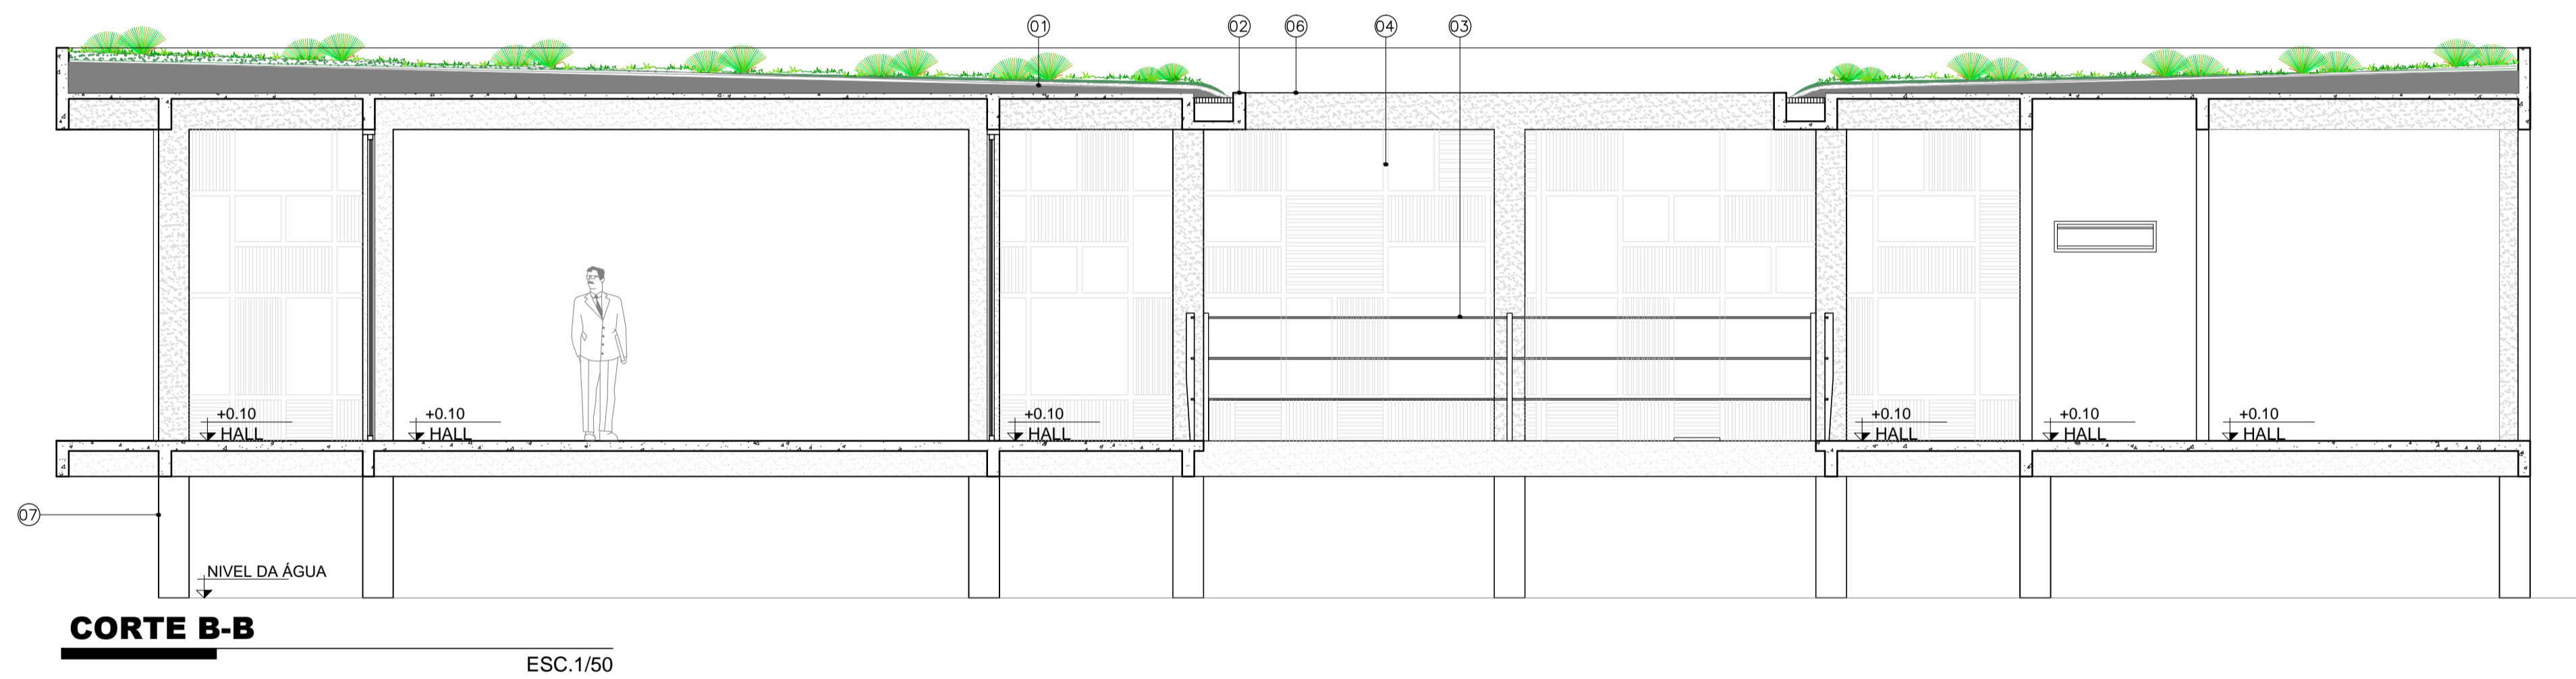 01
02
06
04
03
+0.10
HALL
+0.10
HALL
+0.10
HALL
+0.10
HALL
+0.10
HALL
+0.10
HALL
07
NIVEL DA ÁGUA
CORTE B-B
ESC.1/50